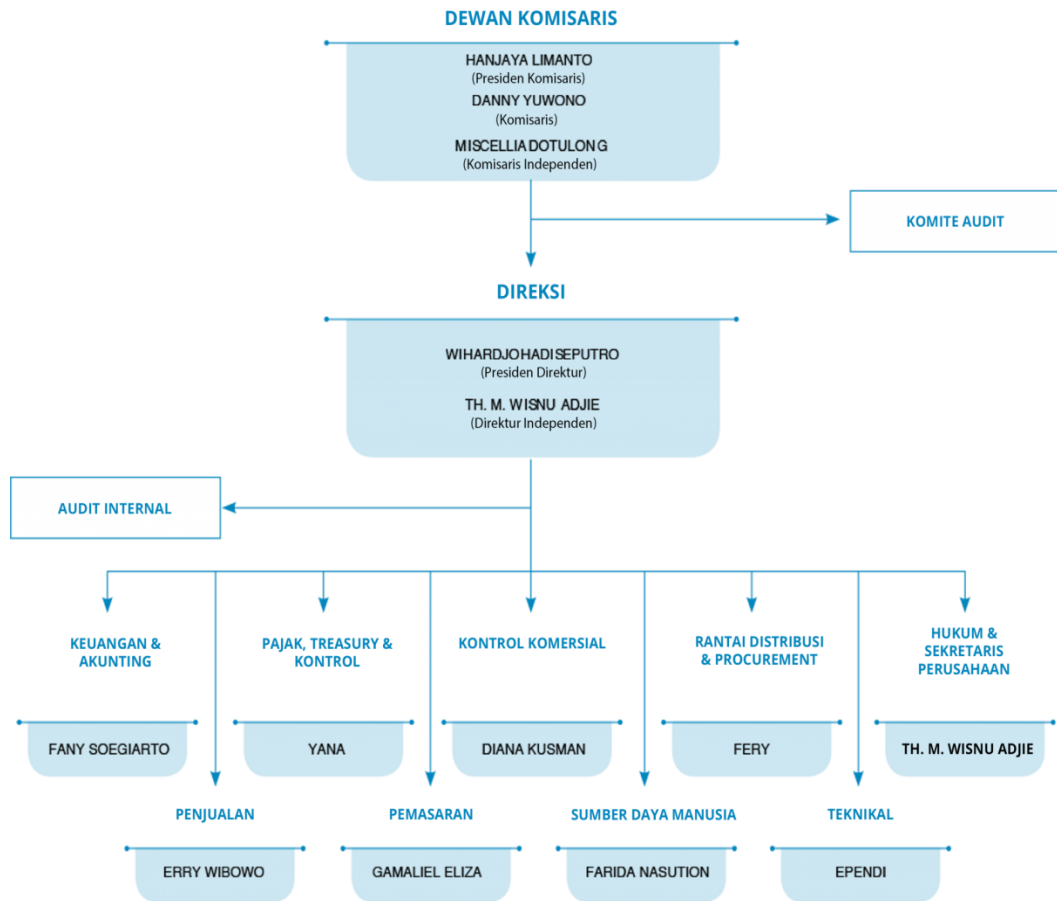 DEWAN KOMISARIS
HANJAYA LIMANTO
(Presiden Komisaris)
DANNY YUWONO
(Komisaris)
MISCELLIA DOTULONG
(Komisaris Independen)
KOMITE AUDIT
DIREKSI
WIHARDJO HADISEPUTRO
(Presiden Direktur)
TH. M. WISNU ADJIE
(Direktur Independen)
AUDIT INTERNAL
KEUANGAN &
AKUNTING
FANY SOEGIARTO
PAJAK, TREASURY &
KONTROL
YANA
KONTROL KOMERSIAL
DIANA KUSMAN
RANTAI DISTRIBUSI
& PROCUREMENT
FERY
HUKUM &
SEKRETARIS
PERUSAHAAN
TH. M. WISNU ADJIE
PENJUALAN
ERRY WIBOWO
PEMASARAN
GAMALIEL ELIZA
SUMBER DAYA MANUSIA
FARIDA NASUTION
TEKNIKAL
EPENDI